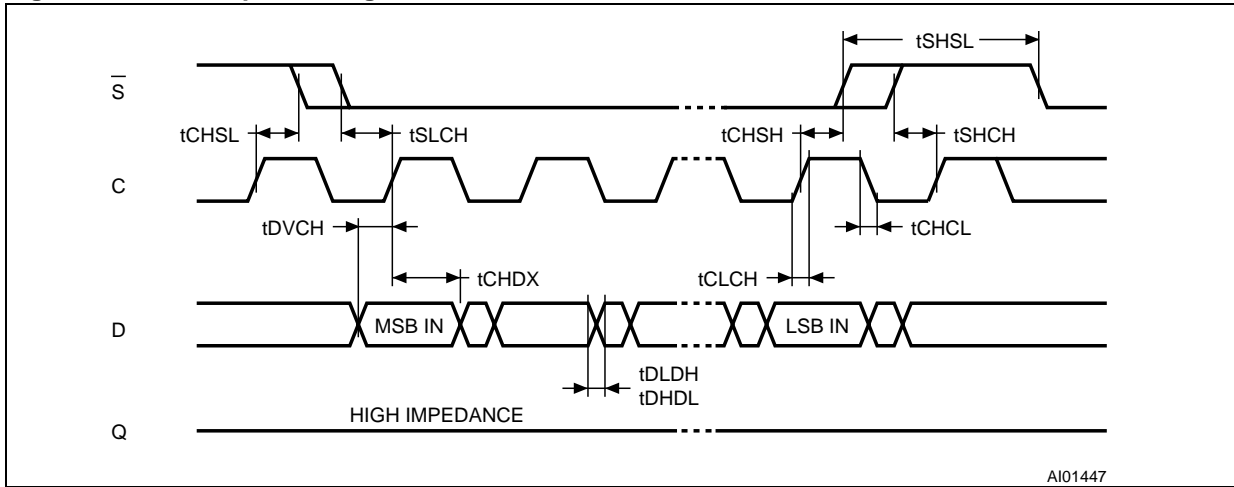 tSHSL
S
tCHSL
tSLCH
tCHSH
tSHCH
C
tDVCH
tCHCL
tCHDX
tCLCH
D
MSB IN
LSB IN
tDLDH
tDHDL
HIGH IMPEDANCE
Q
AI01447